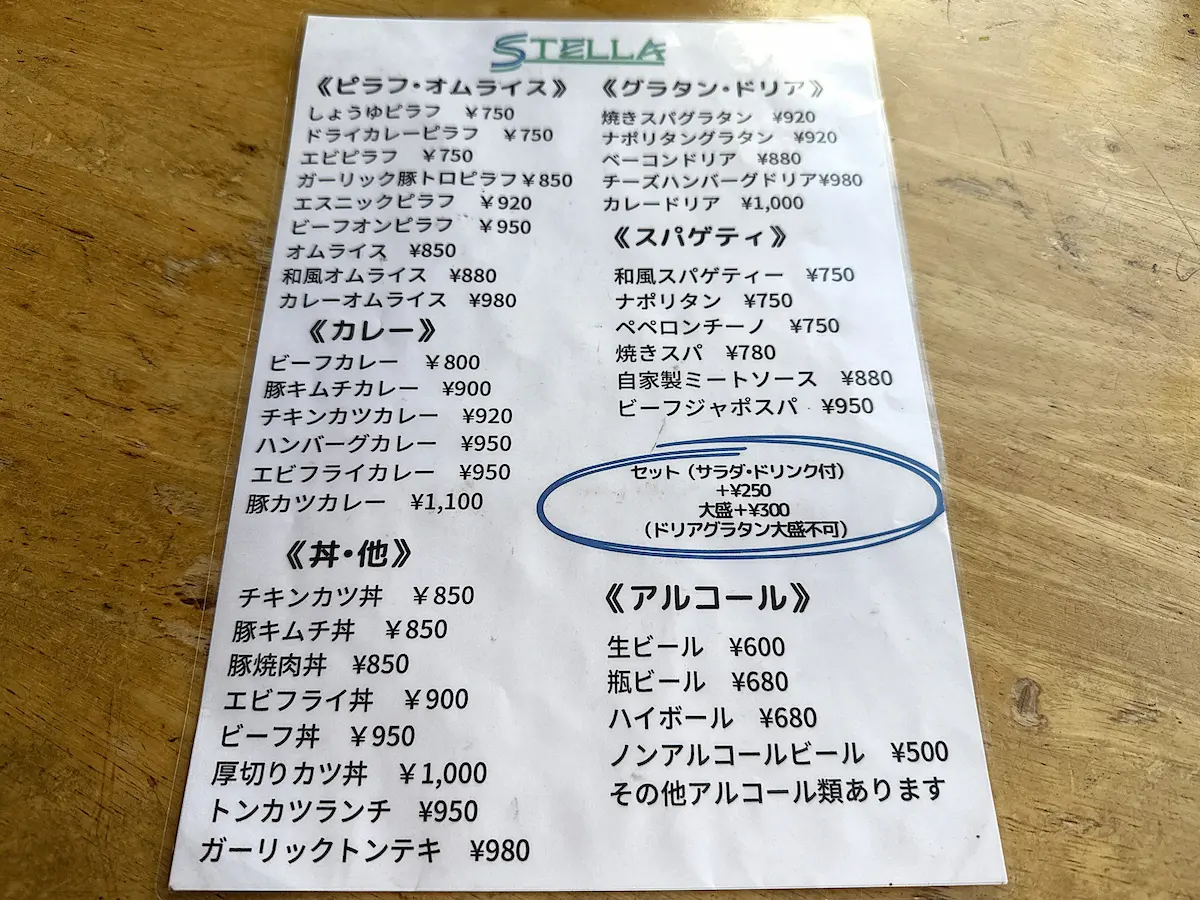 STELLA
《ピラフ・オムライス》
しょうゆピラフ ￥750
ドライカレーピラフ ￥750
エビピラフ ￥750
ガーリック豚トロピラフ￥850
エスニックピラフ ￥920
ビーフオンピラフ ￥950
オムライス ¥850
和風オムライス ¥880
カレーオムライス ¥980
《カレー》
ビーフカレー ￥800
豚キムチカレー ¥900
チキンカツカレー ¥920
ハンバーグカレー ¥950
エビフライカレー ¥950
豚カツカレー ¥1,100
《丼・他》
チキンカツ丼 ￥850
豚キムチ丼 ￥850
豚焼肉丼 ¥850
エビフライ丼 ￥900
ビーフ丼 ￥950
厚切りカツ丼 ￥1,000
トンカツランチ ¥950
ガーリックトンテキ ¥980
《グラタン・ドリア》
焼きスパグラタン ¥920
ナポリタングラタン ¥920
ベーコンドリア ¥880
チーズハンバーグドリア¥980
カレードリア ¥1,000
《スパゲティ》
和風スパゲティー ¥750
ナポリタン ¥750
ペペロンチーノ ¥750
焼きスパ ¥780
自家製ミートソース ¥880
ビーフジャポスパ ¥950
セット（サラダ・ドリンク付）
＋¥250
大盛＋¥300
（ドリアグラタン大盛不可）
《アルコール》
生ビール ¥600
瓶ビール ¥680
ハイボール ¥680
ノンアルコールビール ¥500
その他アルコール類あります